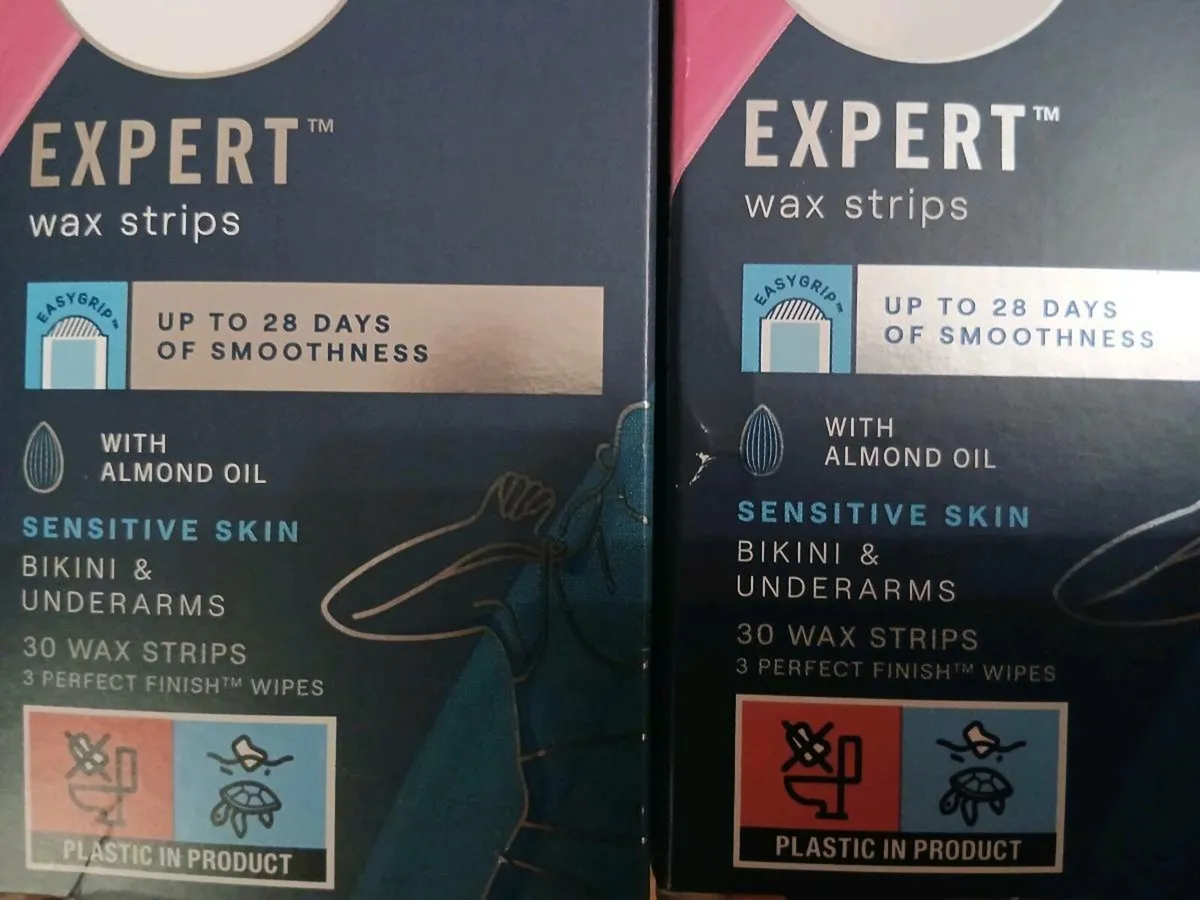 EXPERT™
wax strips
EASYGRIP™
UP TO 28 DAYS
OF SMOOTHNESS
WITH
ALMOND OIL
SENSITIVE SKIN
BIKINI &
UNDERARMS
30 WAX STRIPS
3 PERFECT FINISH™ WIPES
PLASTIC IN PRODUCT
EXPERT™
wax strips
EASYGRIP™
UP TO 28 DAYS
OF SMOOTHNESS
WITH
ALMOND OIL
SENSITIVE SKIN
BIKINI &
UNDERARMS
30 WAX STRIPS
3 PERFECT FINISH™ WIPES
PLASTIC IN PRODUCT